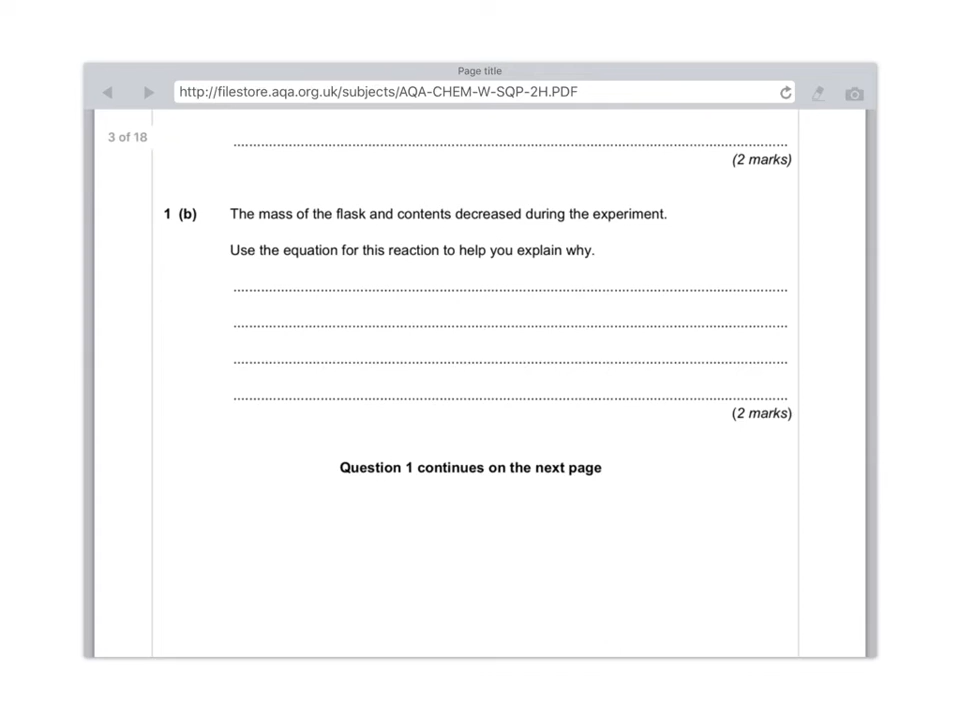 Page title
http://filestore.aqa.org.uk/subjects/AQA-CHEM-W-SQP-2H.PDF
3 of 18
(2 marks)
1 (b) The mass of the flask and contents decreased during the experiment.
Use the equation for this reaction to help you explain why.
(2 marks)
Question 1 continues on the next page